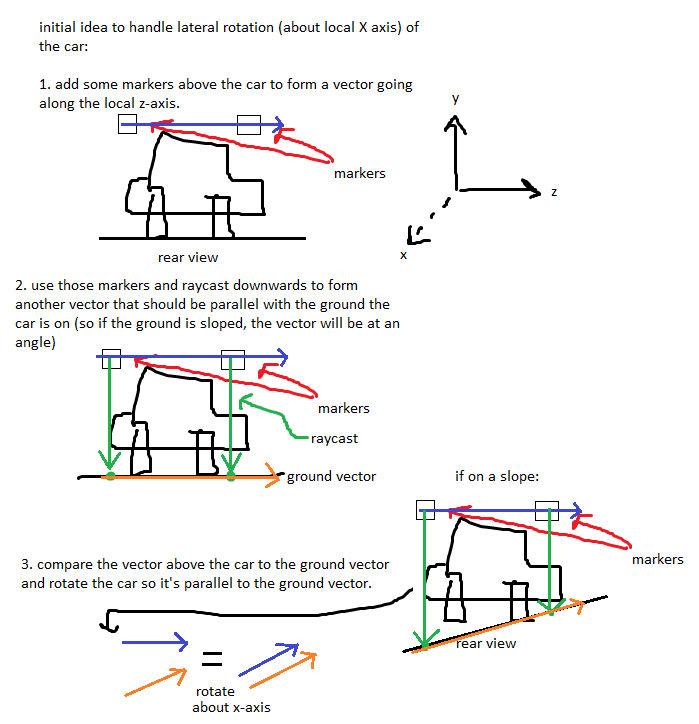 initial idea to handle lateral rotation (about local X axis) of
the car:
1. add some markers above the car to form a vector going
along the local z-axis.
y
markers
z
x
rear view
2. use those markers and raycast downwards to form
another vector that should be parallel with the ground the
car is on (so if the ground is sloped, the vector will be at an
angle)
markers
raycast
ground vector
if on a slope:
markers
3. compare the vector above the car to the ground vector
and rotate the car so it's parallel to the ground vector.
rear view
=
rotate
about x-axis